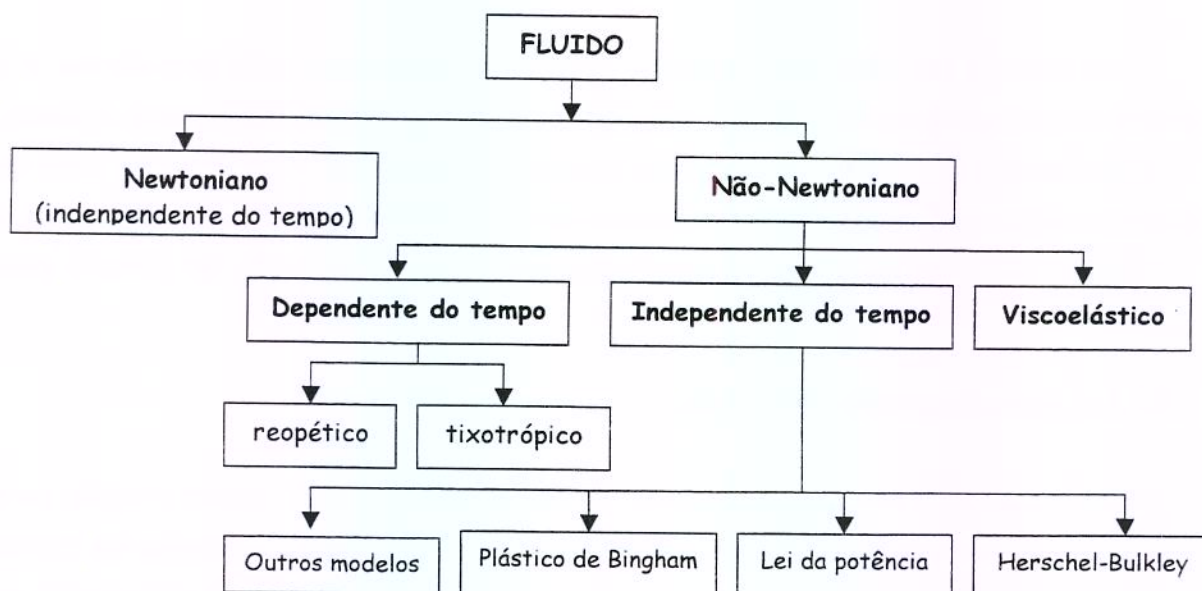 FLUIDO
Newtoniano
(indenpendente do tempo)
Não-Newtoniano
Dependente do tempo
Independente do tempo
Viscoelástico
reopético
tixotrópico
Outros modelos
Plástico de Bingham
Lei da potência
Herschel-Bulkley